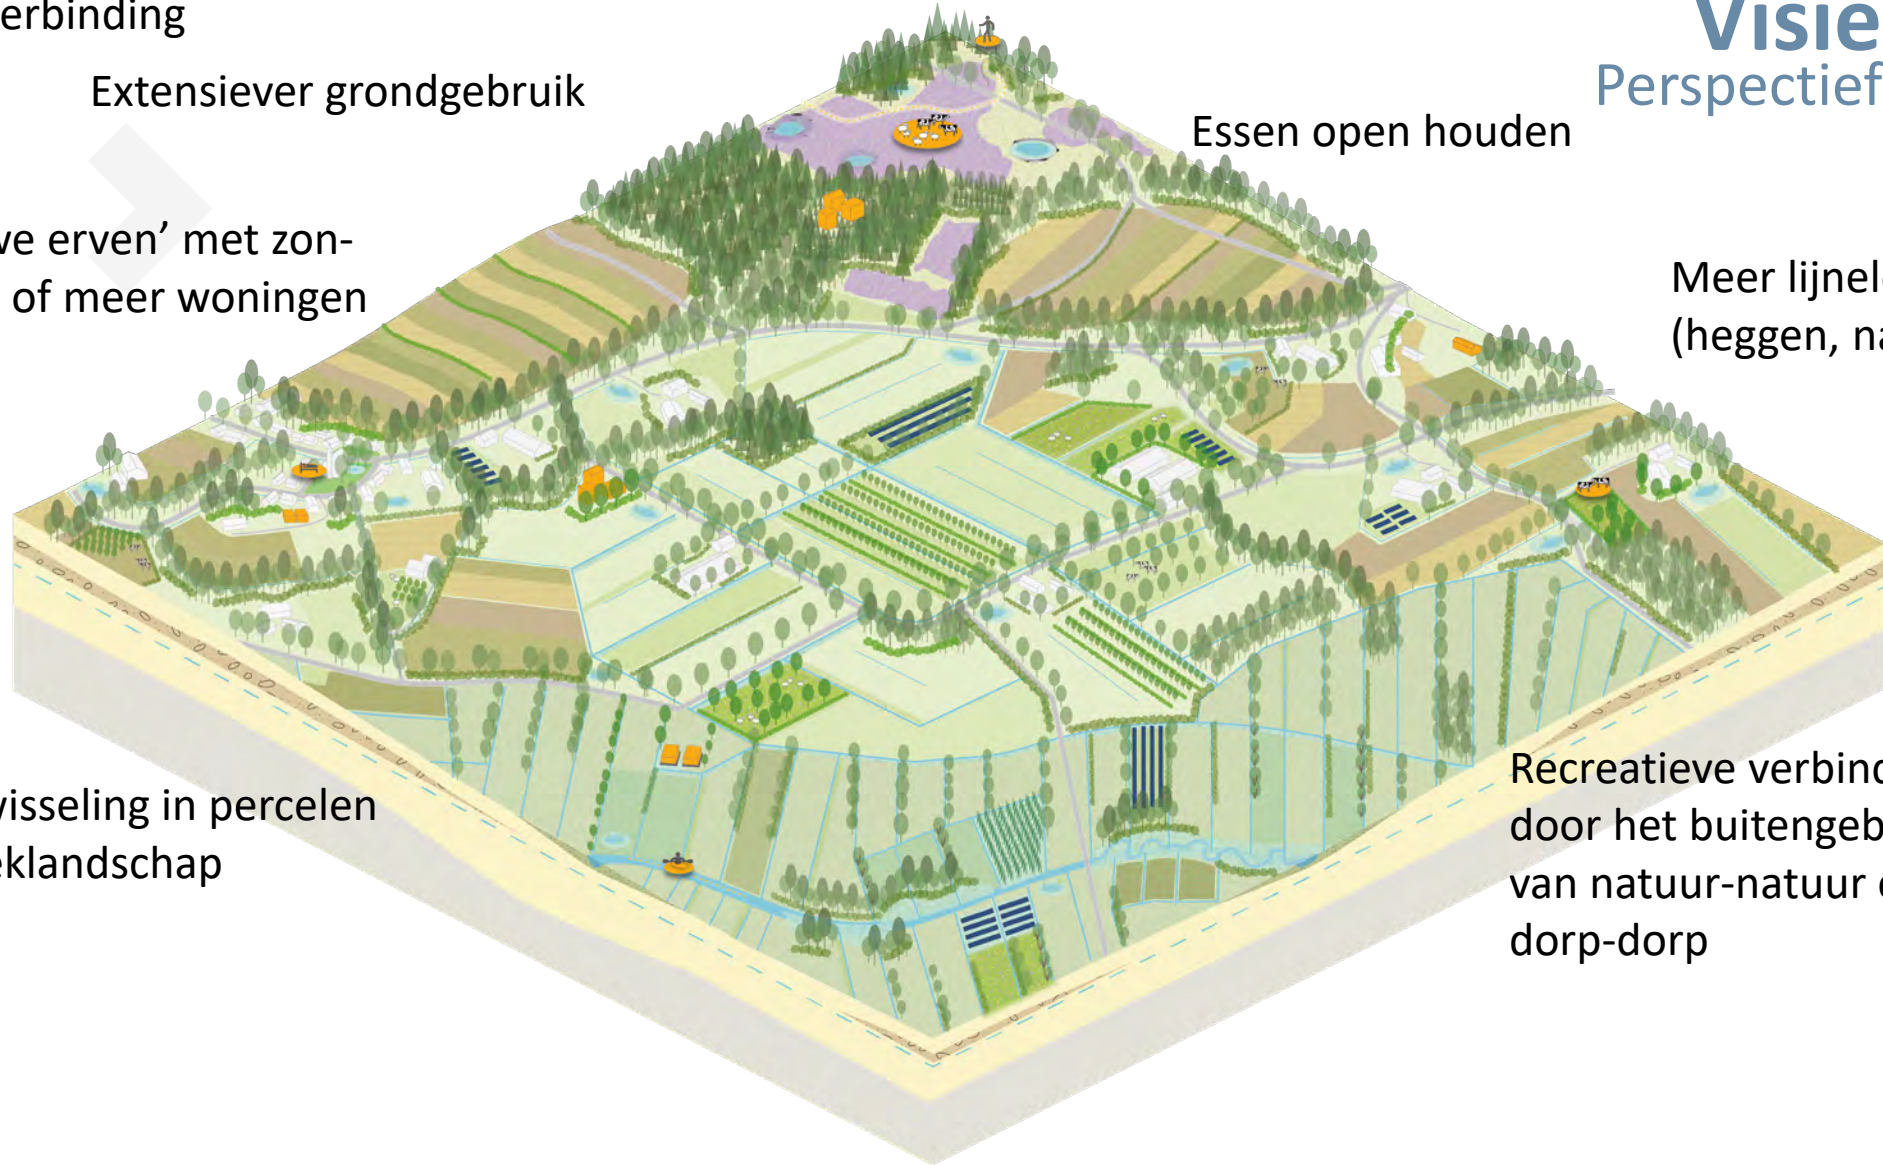 erbinding
Extensiever grondgebruik
ve erven’ met zon-
of meer woningen
wisseling in percelen
eklandschap
Visie
Perspectief
Essen open houden
Meer lijnel
(heggen, na
Recreatieve verbind
door het buitengeb
van natuur-natuur
dorp-dorp